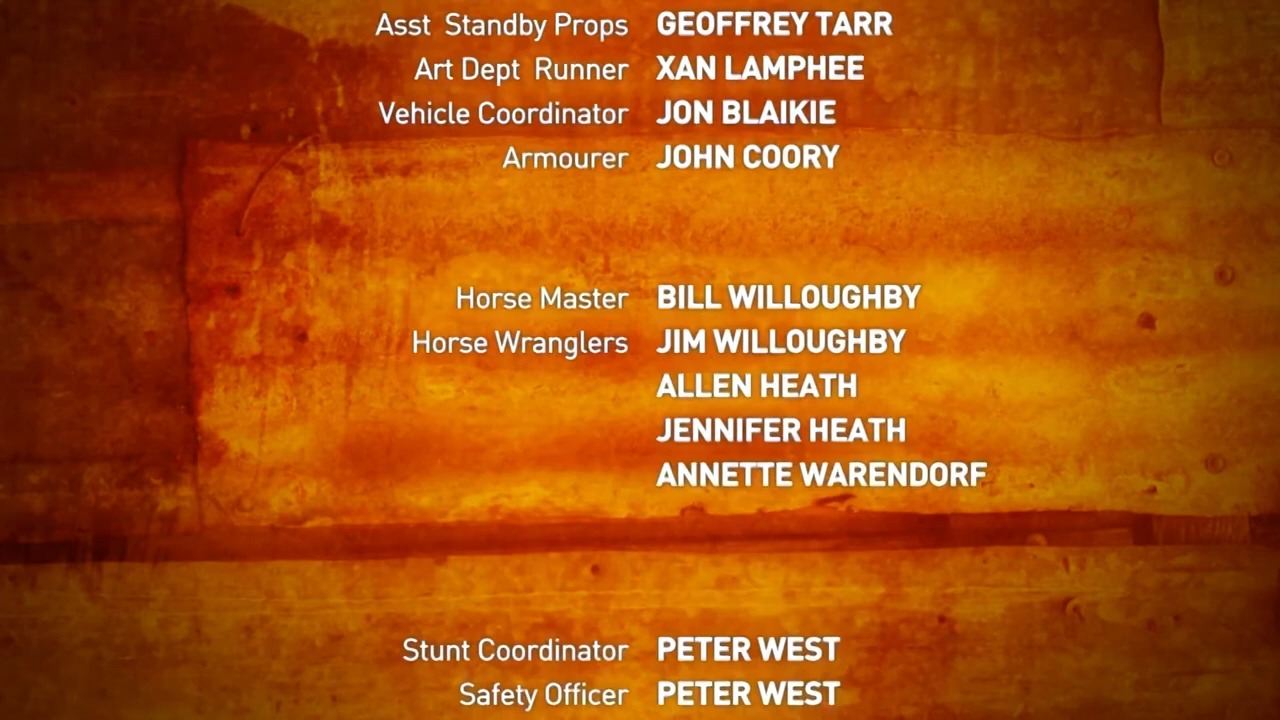 Asst Standby Props GEOFFREY TARR
Art Dept Runner XAN LAMPHEE
Vehicle Coordinator JON BLAIKIE
Armourer JOHN COORY
Horse Master BILL WILLOUGHBY
Horse Wranglers JIM WILLOUGHBY
ALLEN HEATH
JENNIFER HEATH
ANNETTE WARENDORF
Stunt Coordinator PETER WEST
Safety Officer PETER WEST